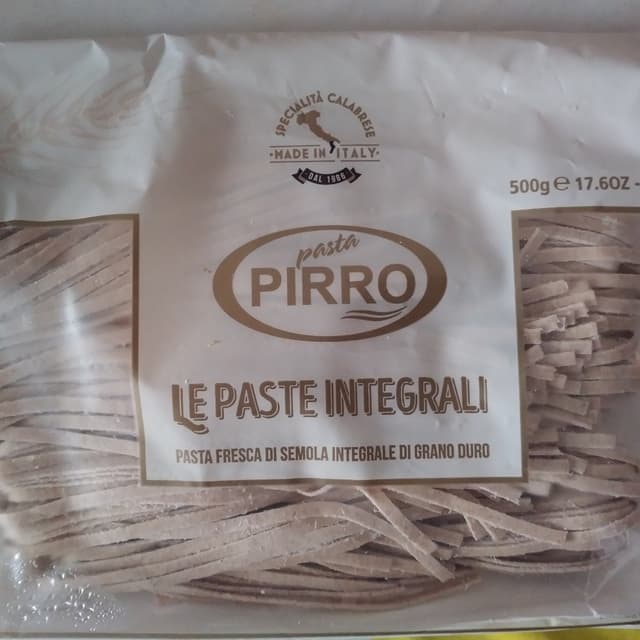 SPECIALITÀ CALABRESE
MADE IN ITALY
DAL 1986
500g ℮ 17.6OZ -
pasta
PIRRO
LE PASTE INTEGRALI
PASTA FRESCA DI SEMOLA INTEGRALE DI GRANO DURO